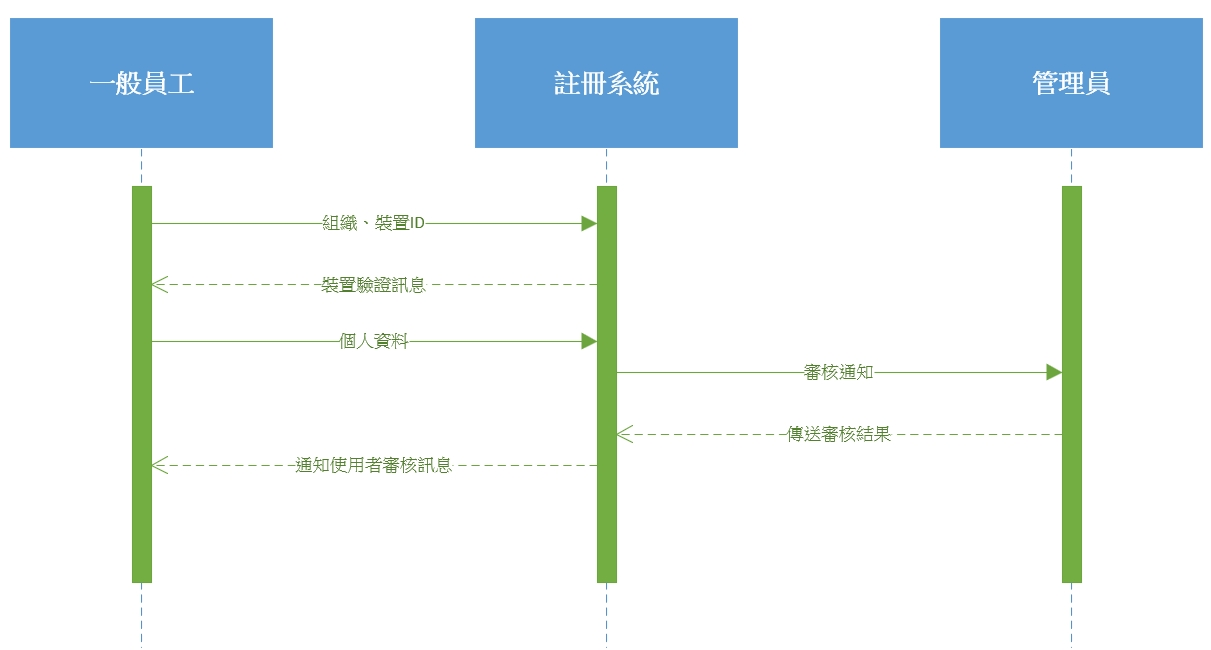 一般員工
註冊系統
管理員
組織、裝置ID
裝置驗證訊息
個人資料
審核通知
傳送審核結果
通知使用者審核訊息